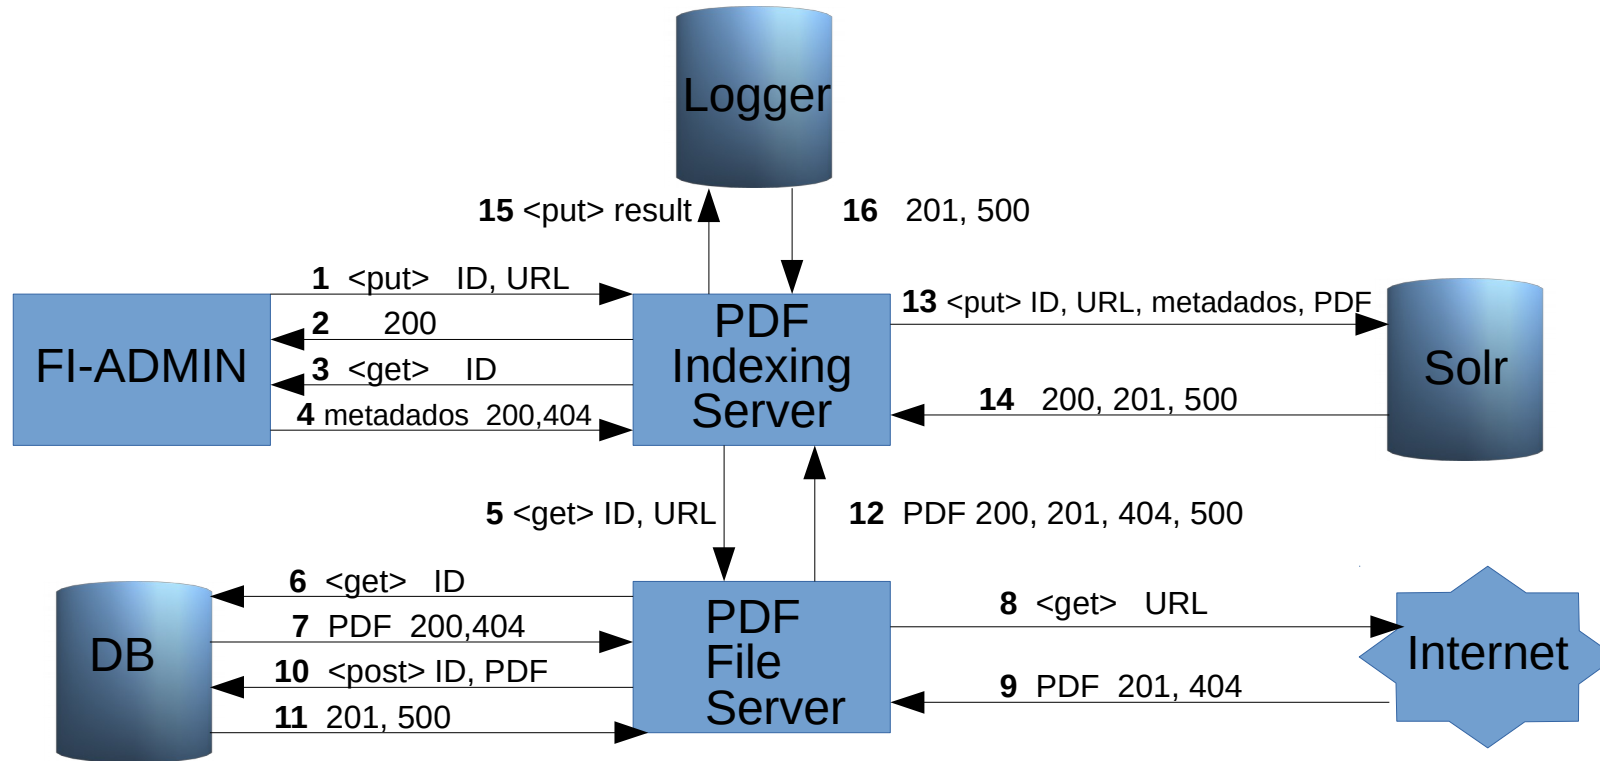 Logger
15 <put> result
16 201, 500
1 <put> ID, URL
2 200
3 <get> ID
4 metadados 200,404
FI-ADMIN
PDF
Indexing
Server
13 <put> ID, URL, metadados, PDF
14 200, 201, 500
Solr
5 <get> ID, URL
12 PDF 200, 201, 404, 500
6 <get> ID
7 PDF 200,404
10 <post> ID, PDF
11 201, 500
DB
PDF
File
Server
8 <get> URL
9 PDF 201, 404
Internet